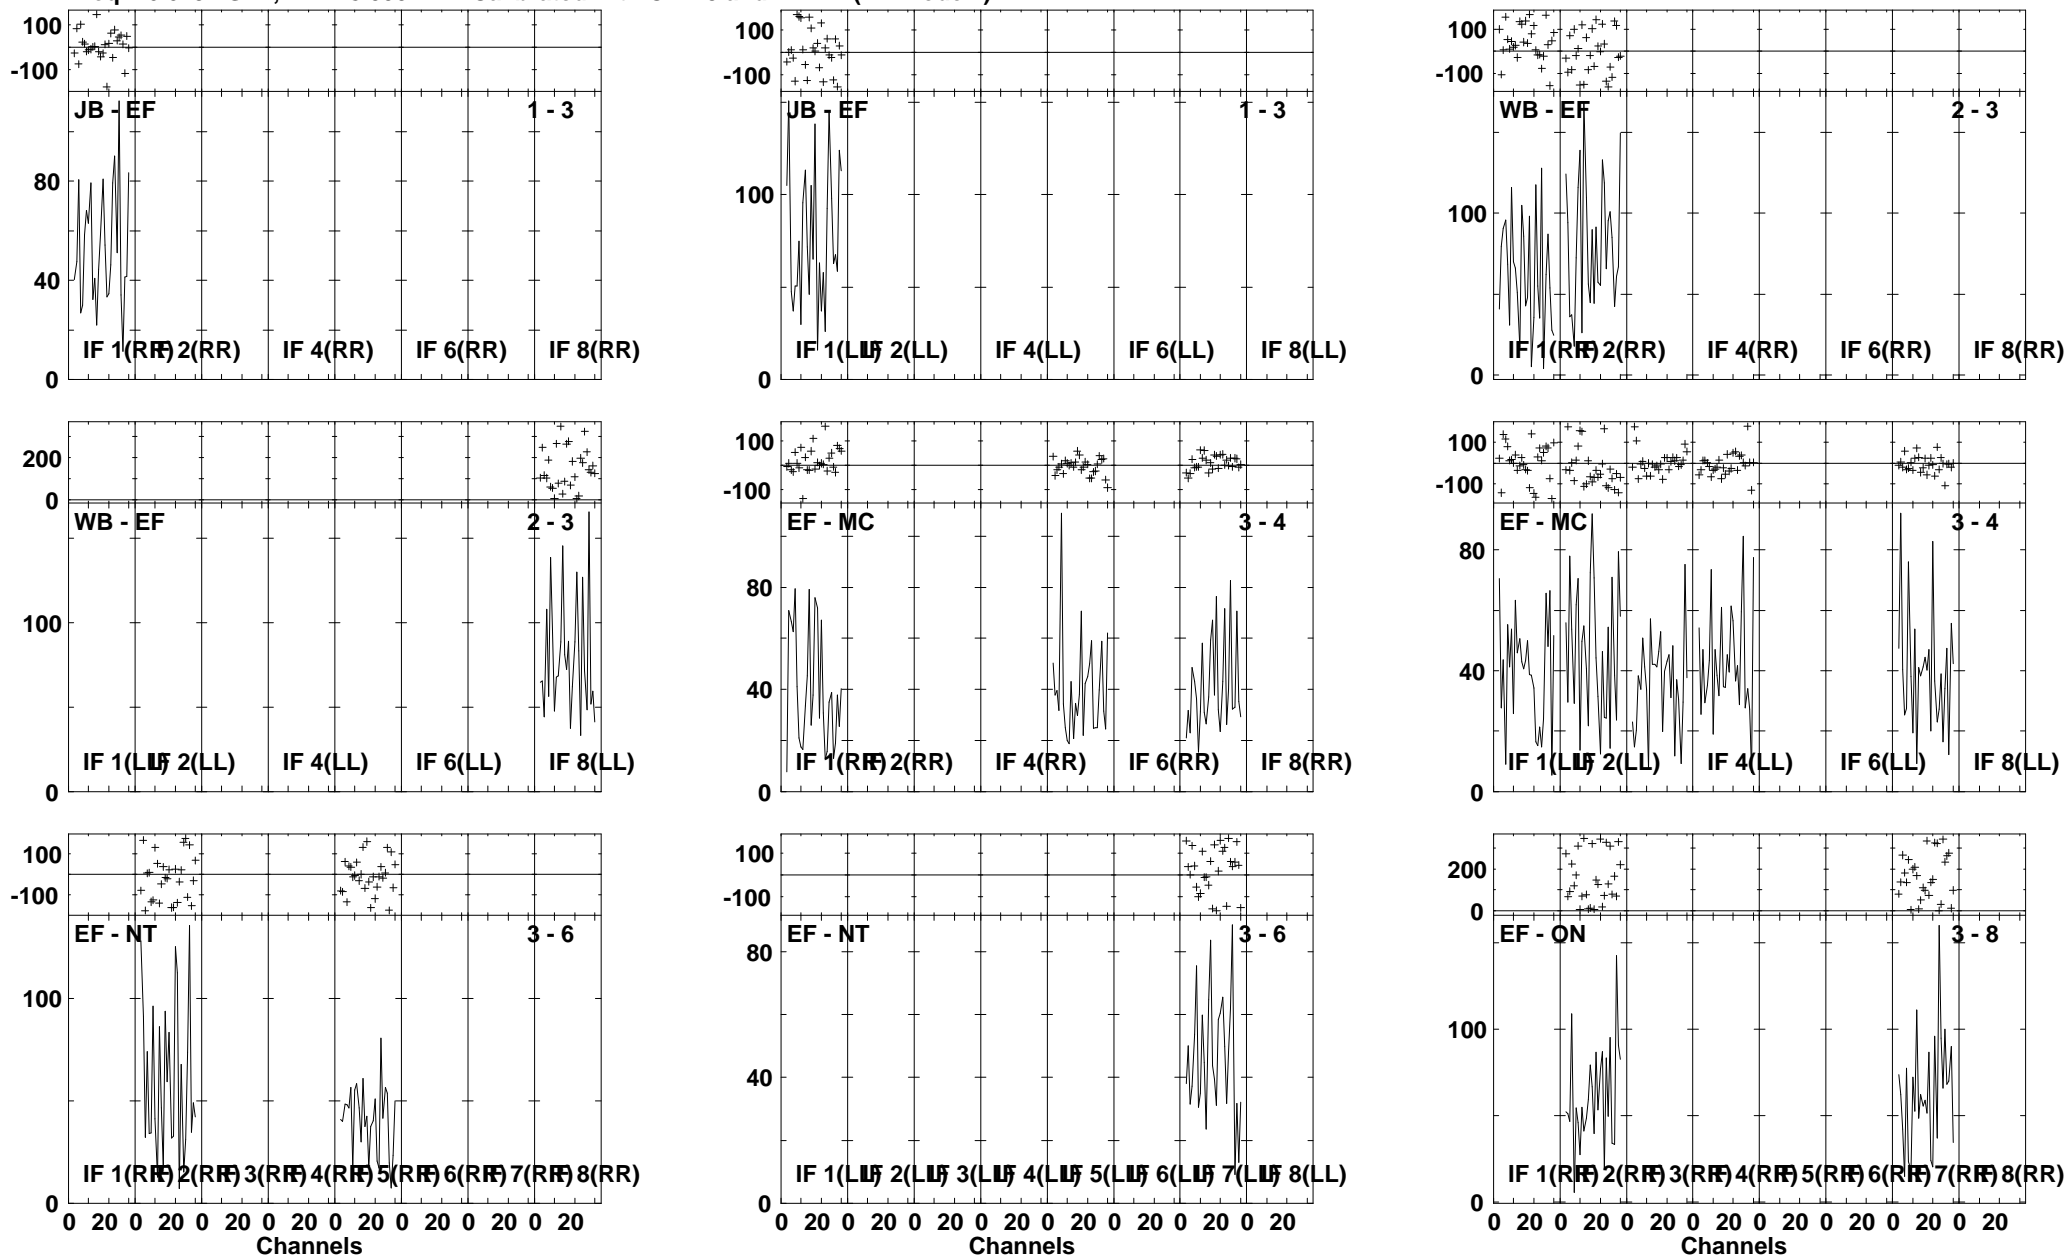 100
-100
JB - EF 1 - 3
80
40
0
IF 1(RR) IF 2(RR) IF 4(RR) IF 6(RR) IF 8(RR)
100
-100
JB - EF 1 - 3
100
0
IF 1(LL) IF 2(LL) IF 4(LL) IF 6(LL) IF 8(LL)
100
-100
WB - EF 2 - 3
100
0
IF 1(RR) IF 2(RR) IF 4(RR) IF 6(RR) IF 8(RR)
200
0
WB - EF 2 - 3
100
0
IF 1(LL) IF 2(LL) IF 4(LL) IF 6(LL) IF 8(LL)
100
-100
EF - MC 3 - 4
80
40
0
IF 1(RR) IF 2(RR) IF 4(RR) IF 6(RR) IF 8(RR)
100
-100
EF - MC 3 - 4
80
40
0
IF 1(LL) IF 2(LL) IF 4(LL) IF 6(LL) IF 8(LL)
100
-100
EF - NT 3 - 6
100
0
IF 1(RR) IF 2(RR) IF 3(RR) IF 4(RR) IF 5(RR) IF 6(RR) IF 7(RR) IF 8(RR)
0 20 0 20 0 20 0 20 0 20 0 20 0 20 0 20
Channels
100
-100
EF - NT 3 - 6
80
40
0
IF 1(LL) IF 2(LL) IF 3(LL) IF 4(LL) IF 5(LL) IF 6(LL) IF 7(LL) IF 8(LL)
0 20 0 20 0 20 0 20 0 20 0 20 0 20 0 20
Channels
200
0
EF - ON 3 - 8
100
0
IF 1(RR) IF 2(RR) IF 3(RR) IF 4(RR) IF 5(RR) IF 6(RR) IF 7(RR) IF 8(RR)
0 20 0 20 0 20 0 20 0 20 0 20 0 20 0 20
Channels